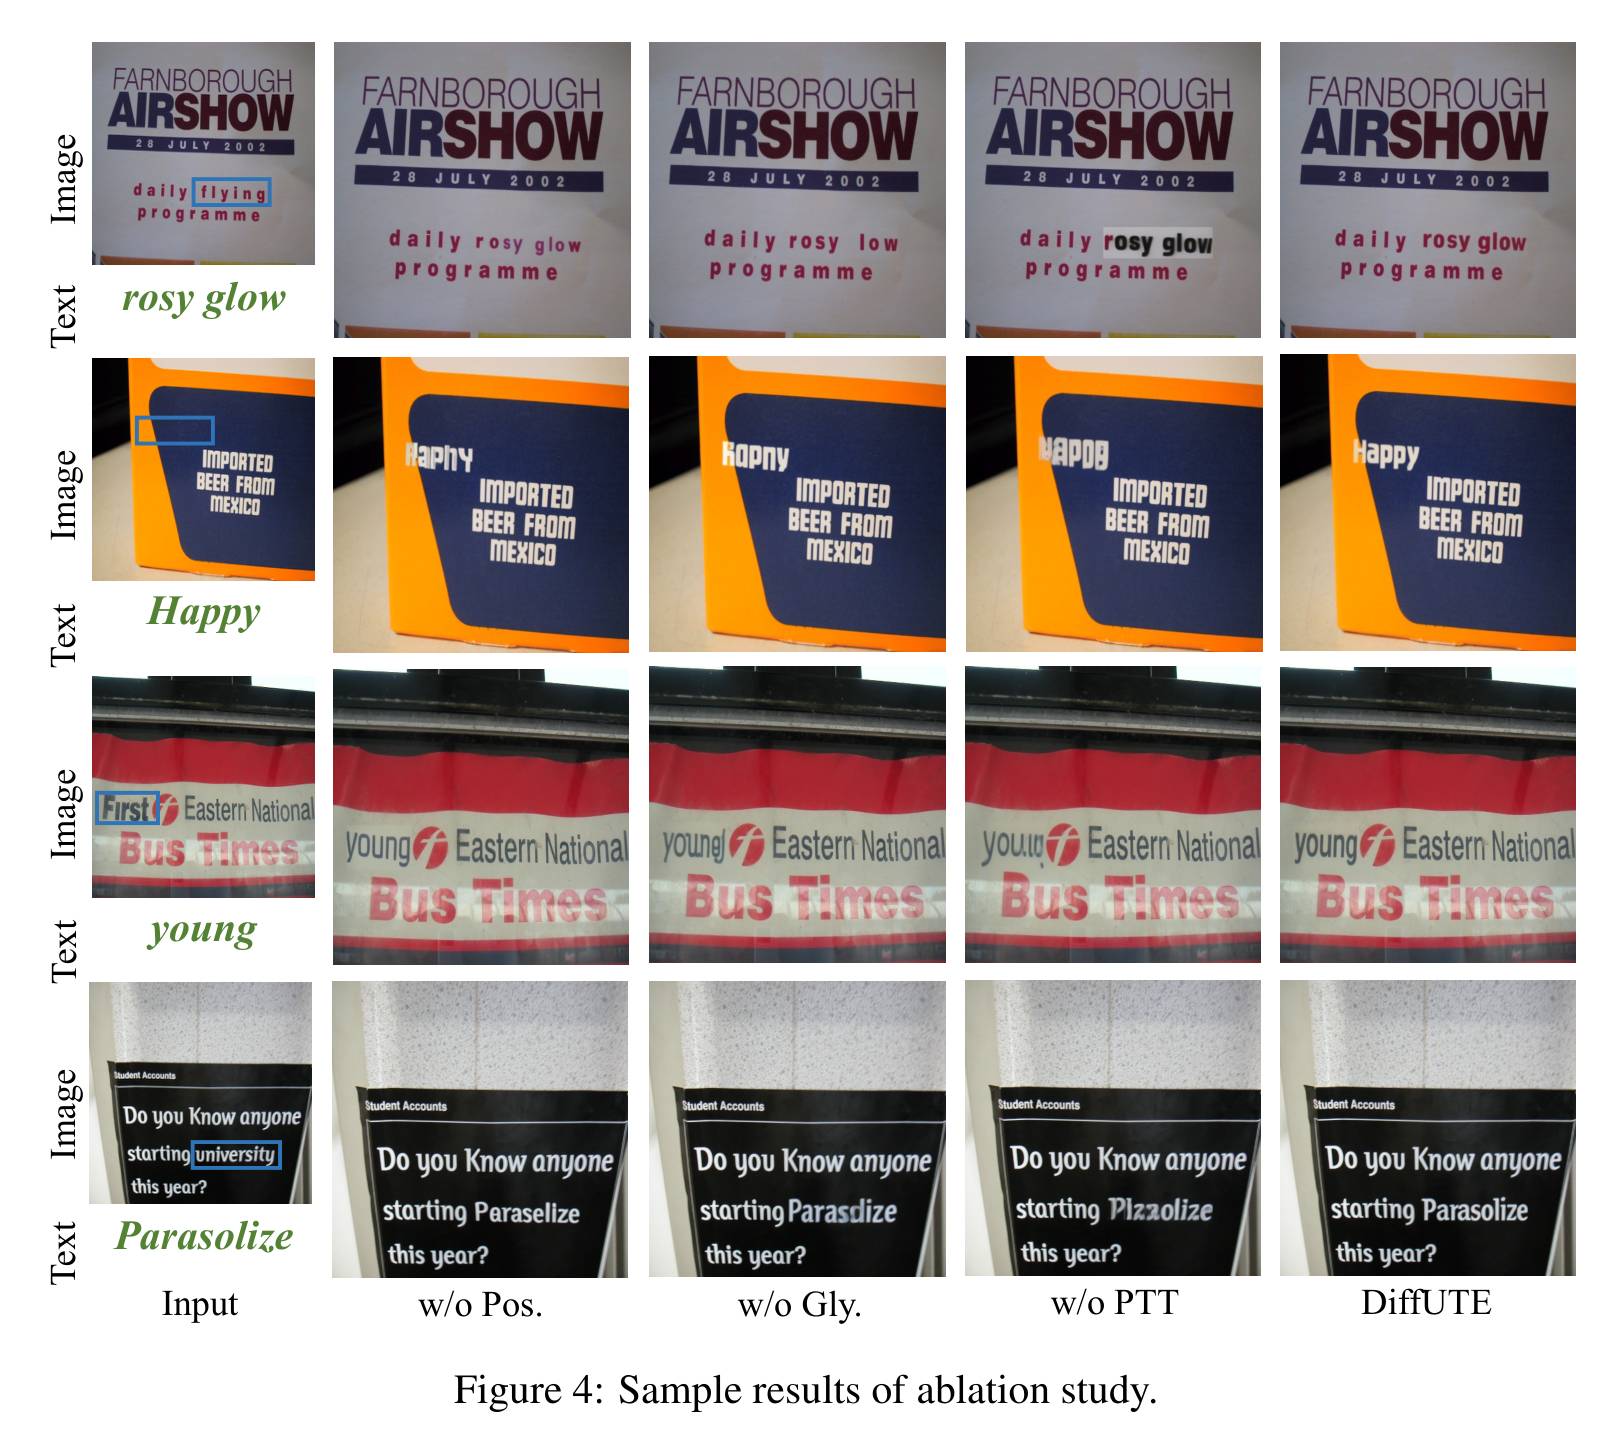 Image
FARNBOROUGH
AIRSHOW
28 JULY 2002
daily flying
programme
FARNBOROUGH
AIRSHOW
28 JULY 2002
daily rosy glow
programme
FARNBOROUGH
AIRSHOW
28 JULY 2002
daily rosy low
programme
FARNBOROUGH
AIRSHOW
28 JULY 2002
daily rosy glow
programme
FARNBOROUGH
AIRSHOW
28 JULY 2002
daily rosy glow
programme
Text
rosy glow
Image
IMPORTED
BEER FROM
MEXICO
HaphY
IMPORTED
BEER FROM
MEXICO
Hapny
IMPORTED
BEER FROM
MEXICO
IMPORTED
BEER FROM
MEXICO
Happy
IMPORTED
BEER FROM
MEXICO
Text
Happy
Image
First Eastern National
Bus Times
young Eastern National
Bus Times
young Eastern National
Bus Times
Eastern National
Bus Times
young Eastern National
Bus Times
Text
young
Image
Student Accounts
Do you Know anyone
starting university
this year?
Student Accounts
Do you Know anyone
starting Paraselize
this year?
Student Accounts
Do you Know anyone
starting Parasdize
this year?
Student Accounts
Do you Know anyone
starting
this year?
Student Accounts
Do you Know anyone
starting Parasolize
this year?
Text
Parasolize
Input
w/o Pos.
w/o Gly.
w/o PTT
DiffUTE
Figure 4: Sample results of ablation study.